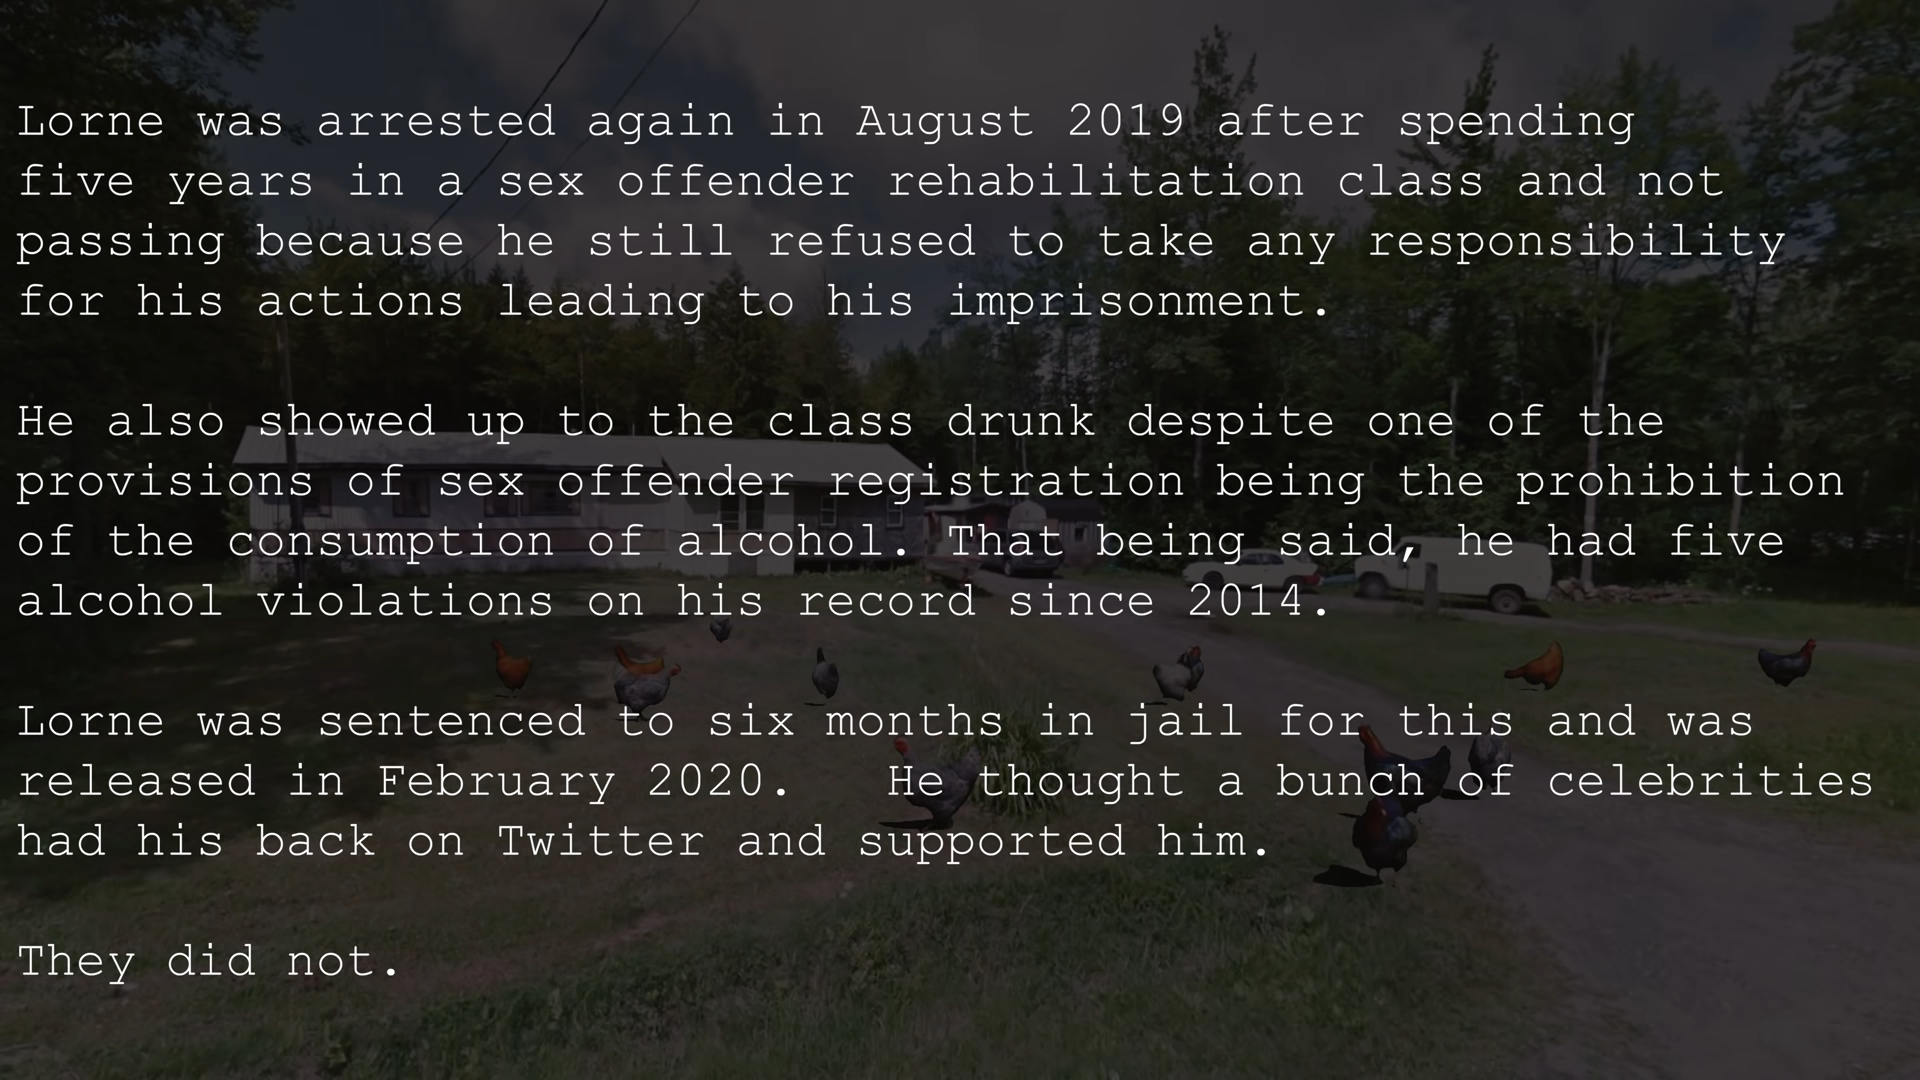 Lorne was arrested again in August 2019 after spending
five years in a sex offender rehabilitation class and not
passing because he still refused to take any responsibility
for his actions leading to his imprisonment.
He also showed up to the class drunk despite one of the
provisions of sex offender registration being the prohibition
of the consumption of alcohol. That being said, he had five
alcohol violations on his record since 2014.
Lorne was sentenced to six months in jail for this and was
released in February 2020.   He thought a bunch of celebrities
had his back on Twitter and supported him.
They did not.